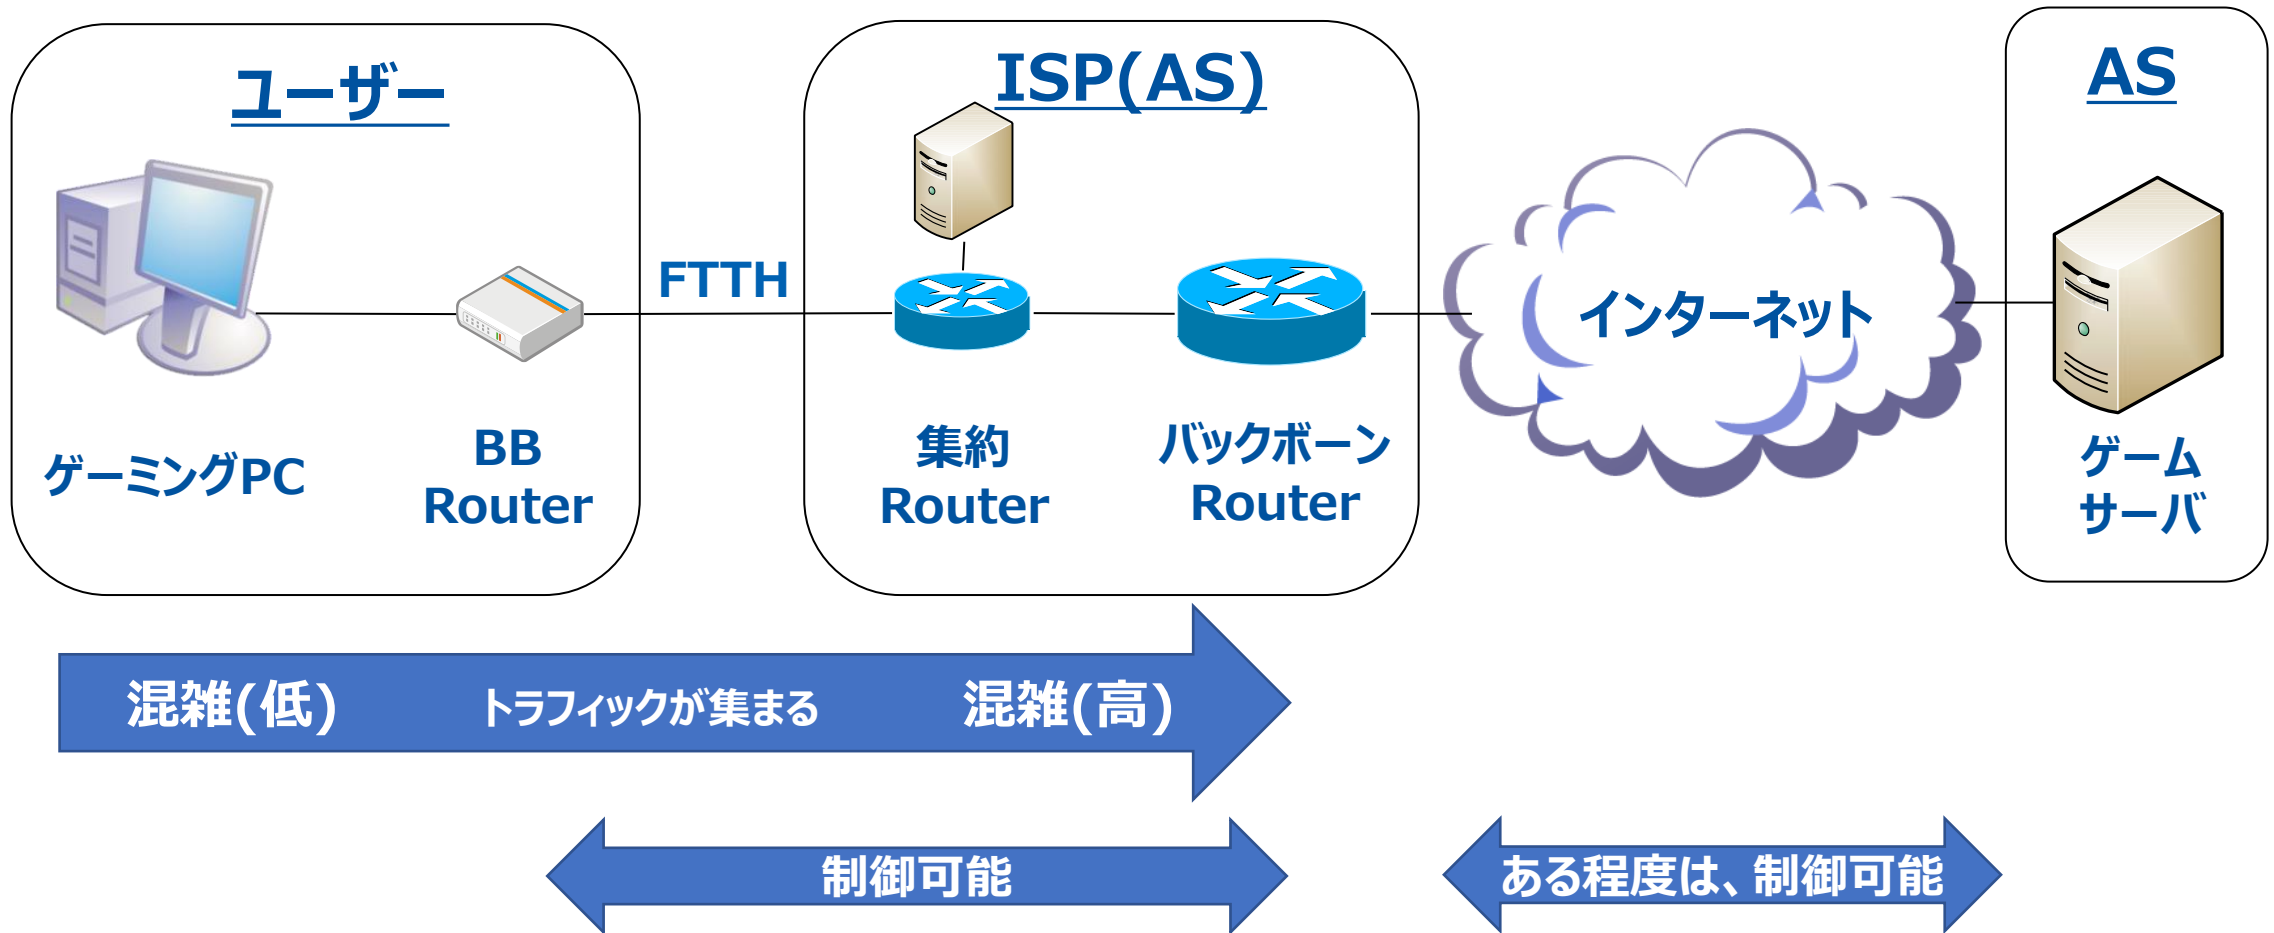 ユーザー
ISP(AS)
AS
FTTH
インターネット
ゲーミングPC
BB
Router
集約
Router
バックボーン
Router
ゲーム
サーバ
混雑(低)
トラフィックが集まる
混雑(高)
制御可能
ある程度は、制御可能